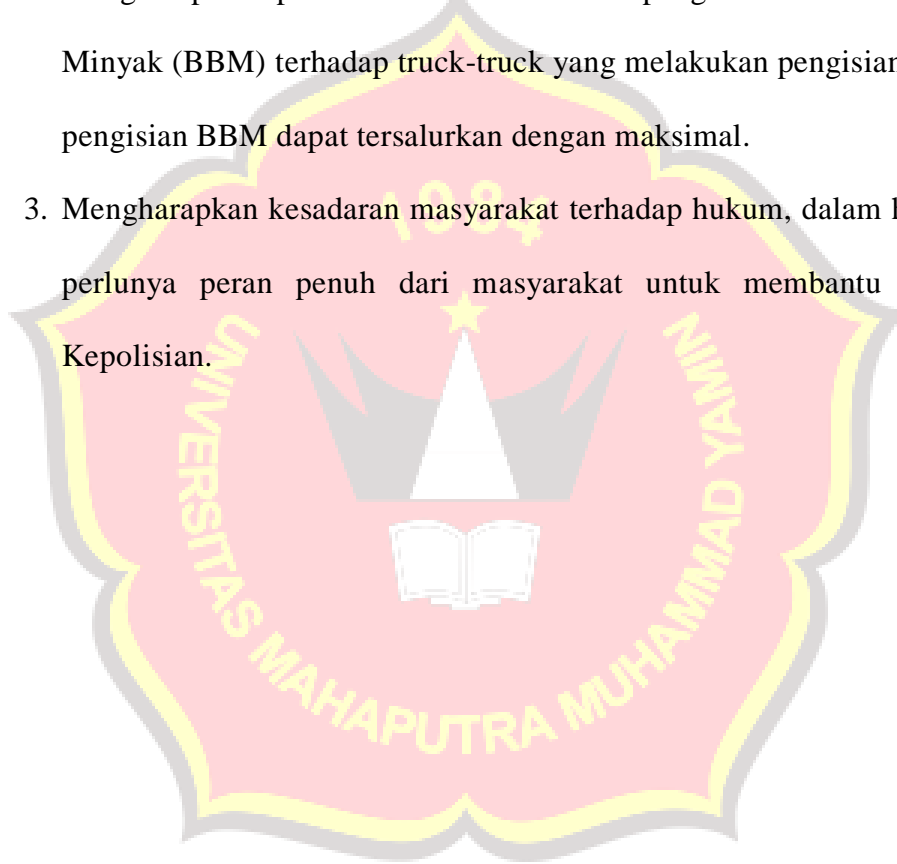 Minyak (BBM) terhadap truck-truck yang melakukan pengisian
pengisian BBM dapat tersalurkan dengan maksimal.
3. Mengharapkan kesadaran masyarakat terhadap hukum, dalam
perlunya peran penuh dari masyarakat untuk membantu
Kepolisian.
1984
UNIVERSITAS MAHAPUTRA MUHAMMAD YAMIN